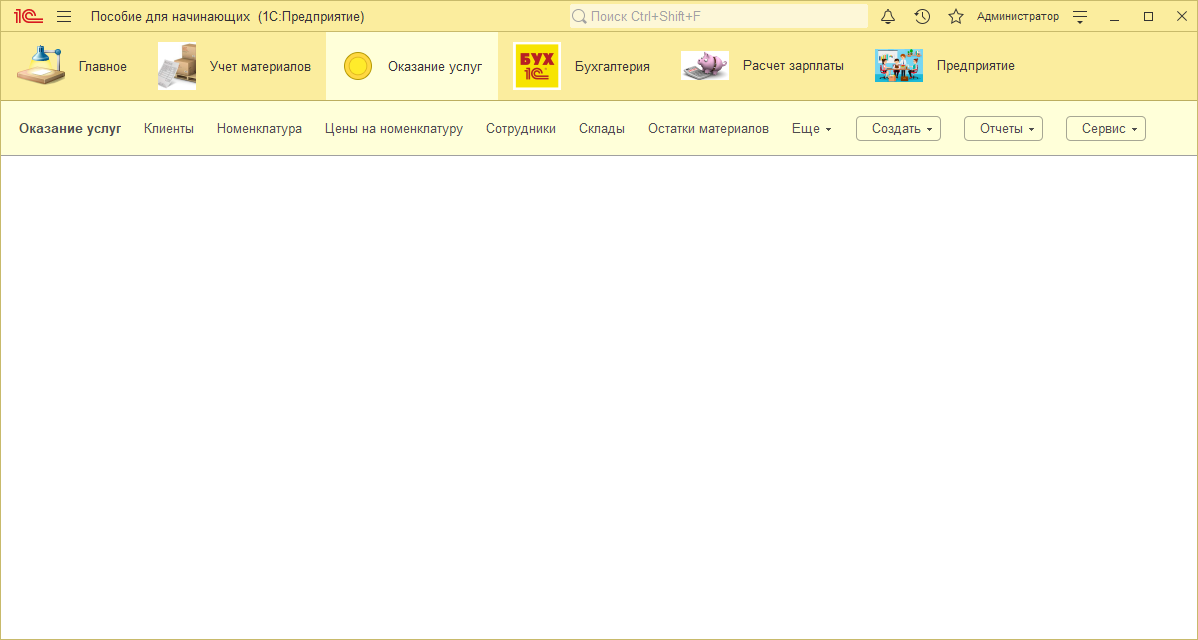 1С Пособие для начинающих (1С:Предприятие) Поиск Ctrl+Shift+F Администратор
Главное Учет материалов Оказание услуг БУХ 1С Бухгалтерия Расчет зарплаты Предприятие
Оказание услуг Клиенты Номенклатура Цены на номенклатуру Сотрудники Склады Остатки материалов Еще Создать Отчеты Сервис